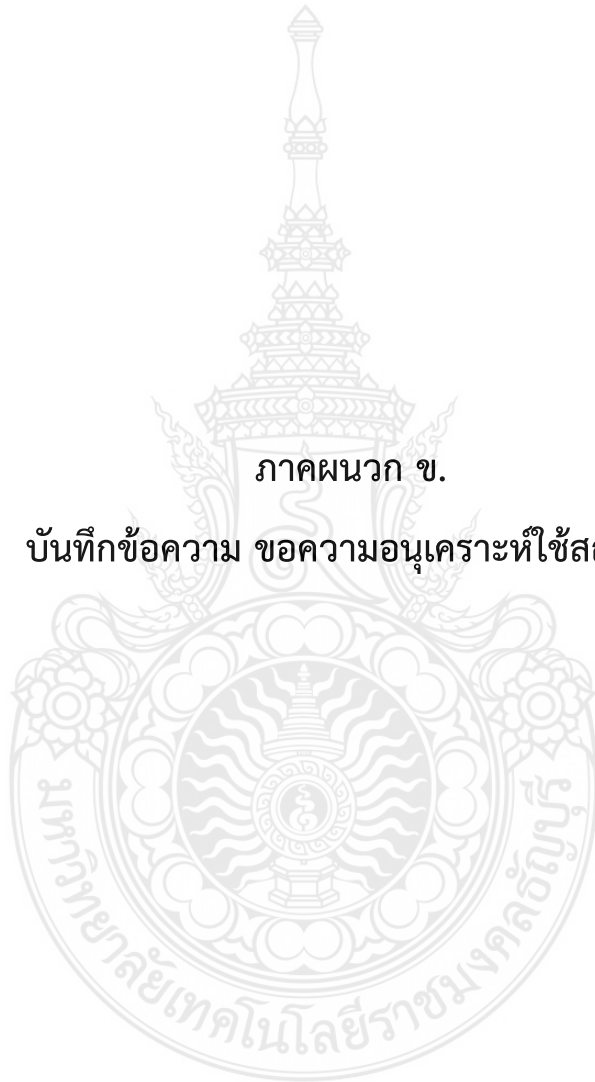 ภาคผนวก ข.
บันทึกข้อความ ขอความอนุเคราะห์ใช้
มหาวิทยาลัยเทคโนโลยีราชมงคลธัญบุรี